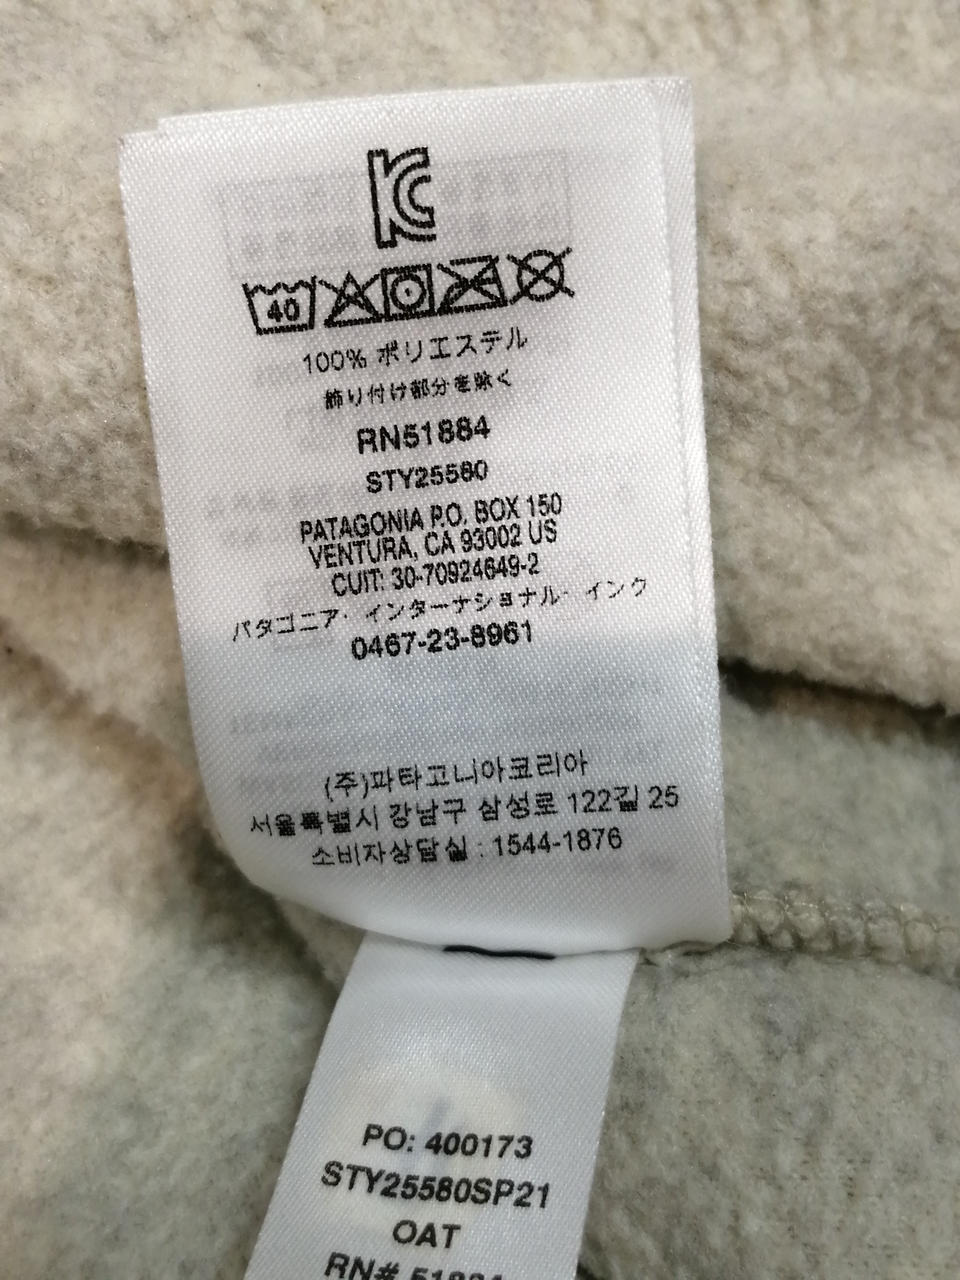 KC
40
100% ポリエステル
飾り付け部分を除く
RN51884
STY25580
PATAGONIA P.O. BOX 150
VENTURA, CA 93002 US
CUIT: 30-70924649-2
パタゴニア・インターナショナル・インク
0467-23-8961
(주)파타고니아코리아
서울특별시 강남구 삼성로 122길 25
소비자상담실 : 1544-1876
PO: 400173
STY25580SP21
OAT
RN# 51884